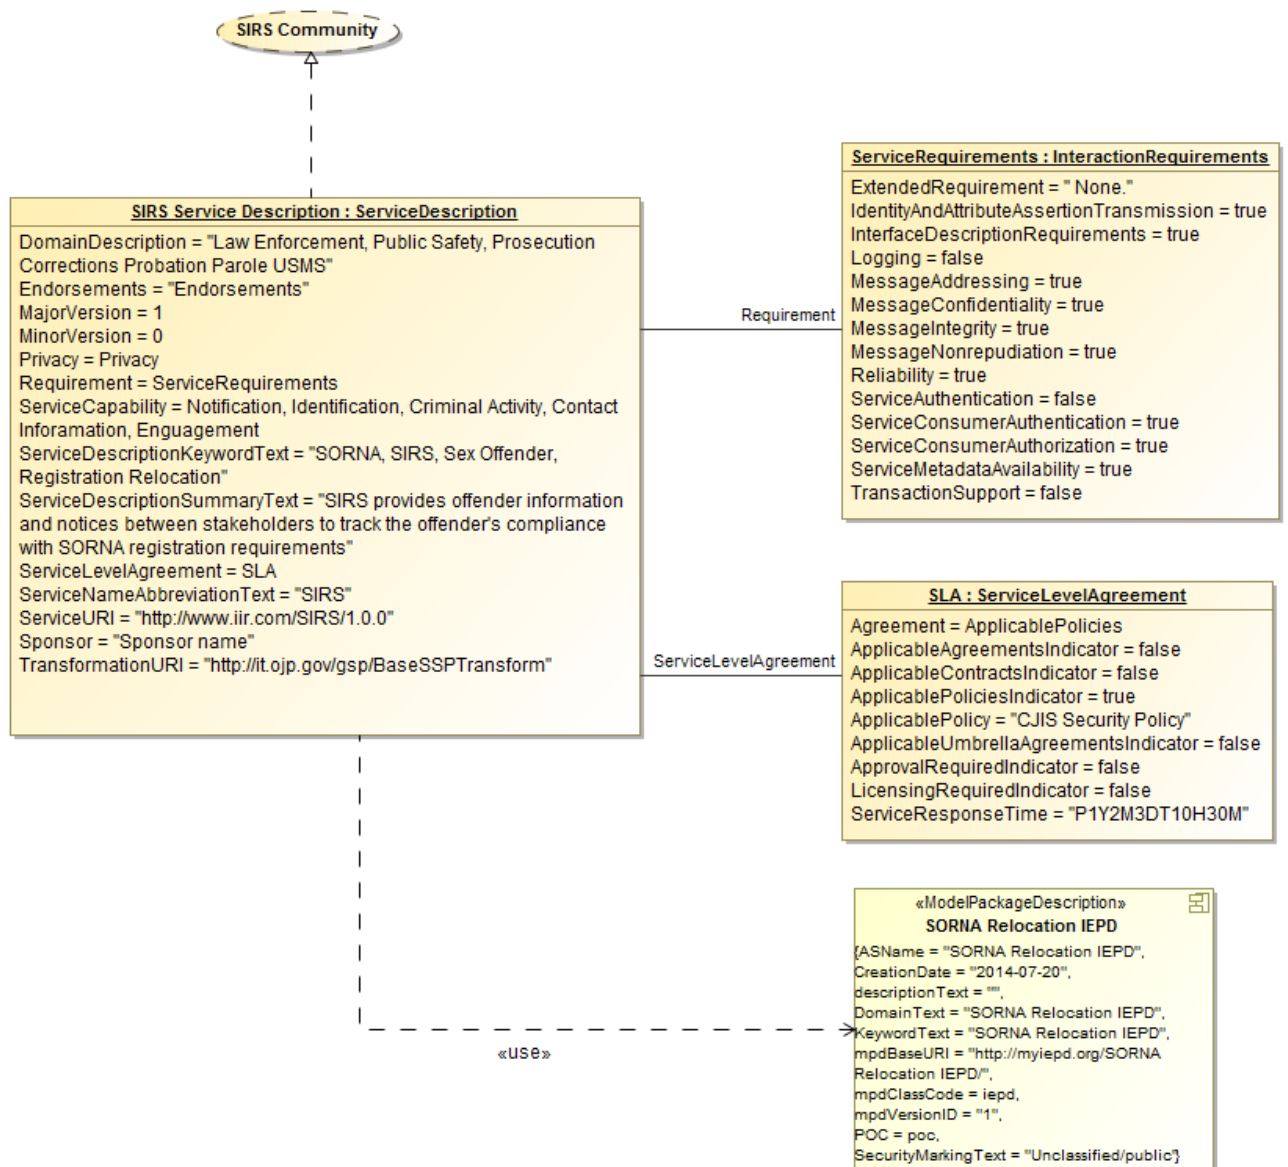 SIRS Community
SIRS Service Description : ServiceDescription
DomainDescription = "Law Enforcement, Public Safety, Prosecution
Corrections Probation Parole USMS"
Endorsements = "Endorsements"
MajorVersion = 1
MinorVersion = 0
Privacy = Privacy
Requirement = ServiceRequirements
ServiceCapability = Notification, Identification, Criminal Activity, Contact
Inforamation, Enguagement
ServiceDescriptionKeywordText = "SORNA, SIRS, Sex Offender,
Registration Relocation"
ServiceDescriptionSummaryText = "SIRS provides offender information
and notices between stakeholders to track the offender's compliance
with SORNA registration requirements"
ServiceLevelAgreement = SLA
ServiceNameAbbreviationText = "SIRS"
ServiceURI = "http://www.iir.com/SIRS/1.0.0"
Sponsor = "Sponsor name"
TransformationURI = "http://it.ojp.gov/gsp/BaseSSPTransform"
Requirement
ServiceRequirements : InteractionRequirements
ExtendedRequirement = " None."
IdentityAndAttributeAssertionTransmission = true
InterfaceDescriptionRequirements = true
Logging = false
MessageAddressing = true
MessageConfidentiality = true
MessageIntegrity = true
MessageNonrepudiation = true
Reliability = true
ServiceAuthentication = false
ServiceConsumerAuthentication = true
ServiceConsumerAuthorization = true
ServiceMetadataAvailability = true
TransactionSupport = false
ServiceLevelAgreement
SLA : ServiceLevelAgreement
Agreement = ApplicablePolicies
ApplicableAgreementsIndicator = false
ApplicableContractsIndicator = false
ApplicablePoliciesIndicator = true
ApplicablePolicy = "CJIS Security Policy"
ApplicableUmbrellaAgreementsIndicator = false
ApprovalRequiredIndicator = false
LicensingRequiredIndicator = false
ServiceResponseTime = "P1Y2M3DT10H30M"
«use»
«ModelPackageDescription»
SORNA Relocation IEPD
{ASName = "SORNA Relocation IEPD",
CreationDate = "2014-07-20",
descriptionText = "",
DomainText = "SORNA Relocation IEPD",
KeywordText = "SORNA Relocation IEPD",
mpdBaseURI = "http://myiepd.org/SORNA
Relocation IEPD/",
mpdClassCode = iepd,
mpdVersionID = "1",
POC = poc,
SecurityMarkingText = "Unclassified/public"}